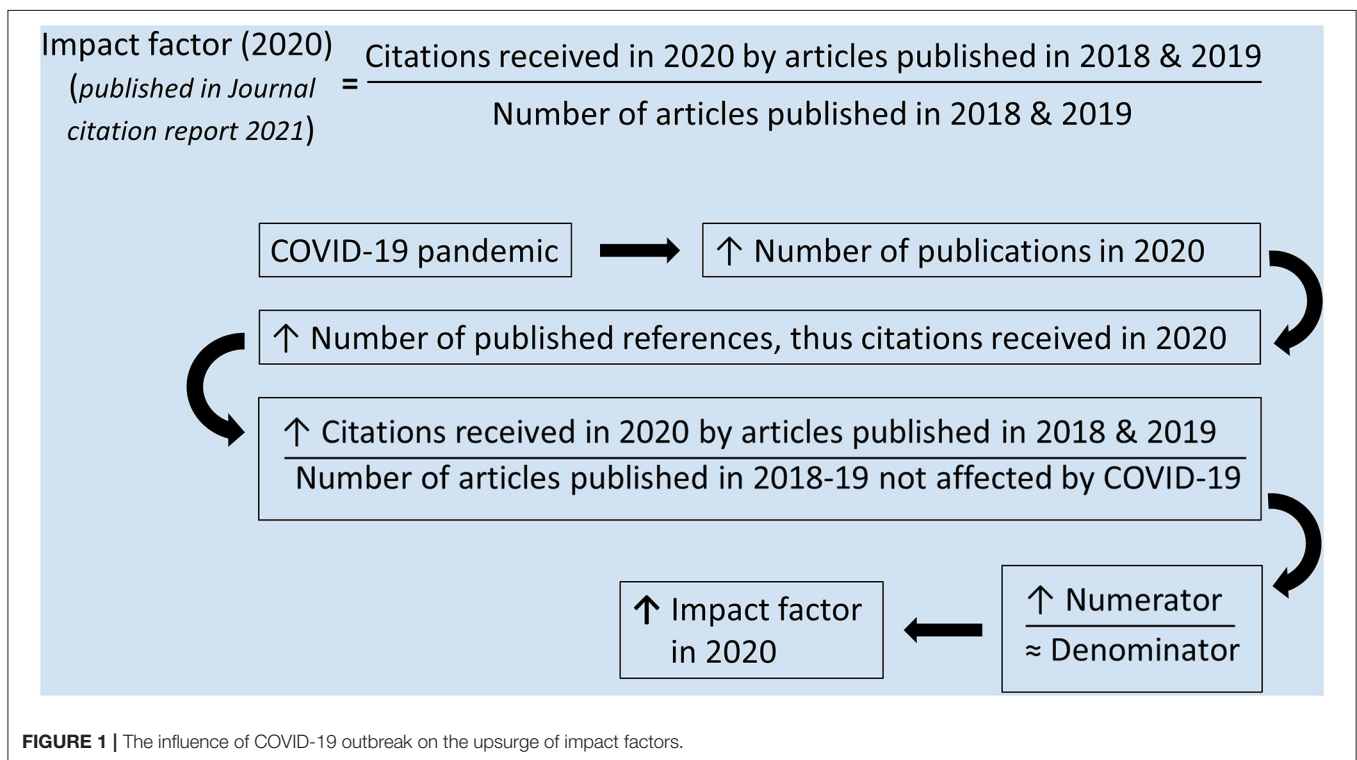 Impact factor (2020)
(published in Journal
citation report 2021)
=
Citations received in 2020 by articles published in 2018 & 2019
Number of articles published in 2018 & 2019
COVID-19 pandemic
↑ Number of publications in 2020
↑ Number of published references, thus citations received in 2020
↑ Citations received in 2020 by articles published in 2018 & 2019
Number of articles published in 2018-19 not affected by COVID-19
↑ Numerator
≈ Denominator
↑ Impact factor
in 2020
FIGURE 1 | The influence of COVID-19 outbreak on the upsurge of impact factors.